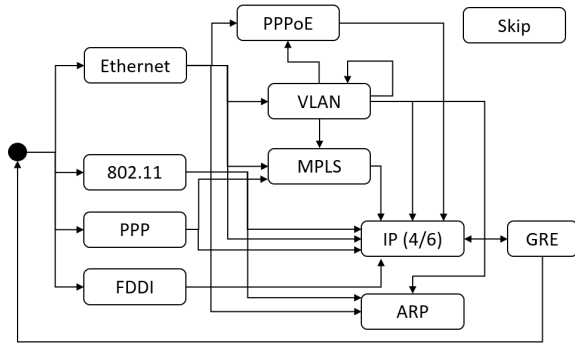 PPPoE
Skip
Ethernet
VLAN
802.11
MPLS
PPP
IP (4/6)
GRE
FDDI
ARP